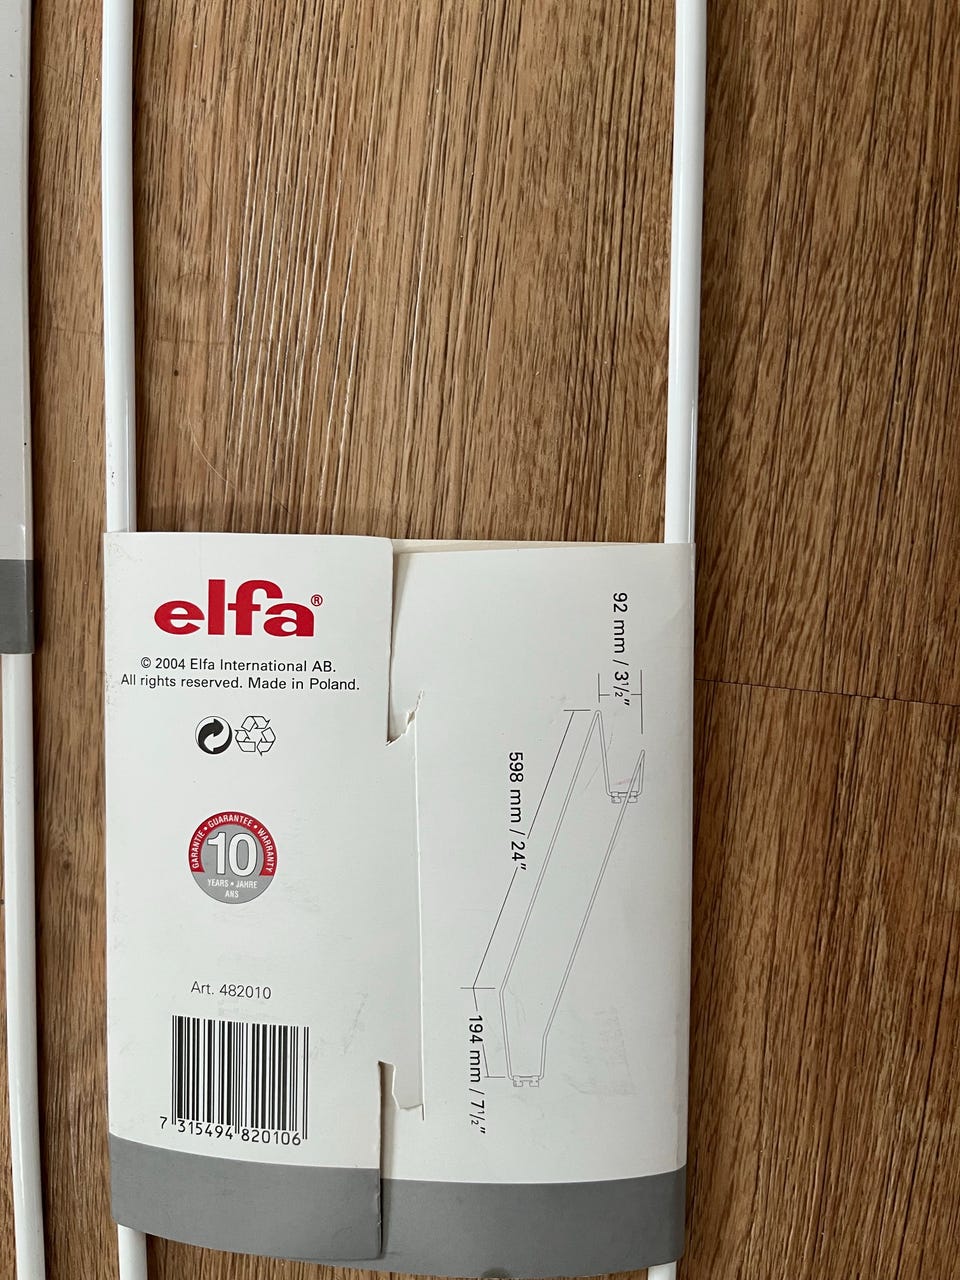 elfa®
© 2004 Elfa International AB.
All rights reserved. Made in Poland.
GARANTIE • GUARANTEE • WARRANTY
10
YEARS • JAHRE
ANS
Art. 482010
7 315494 820106
92 mm / 3½"
598 mm / 24"
194 mm / 7½"